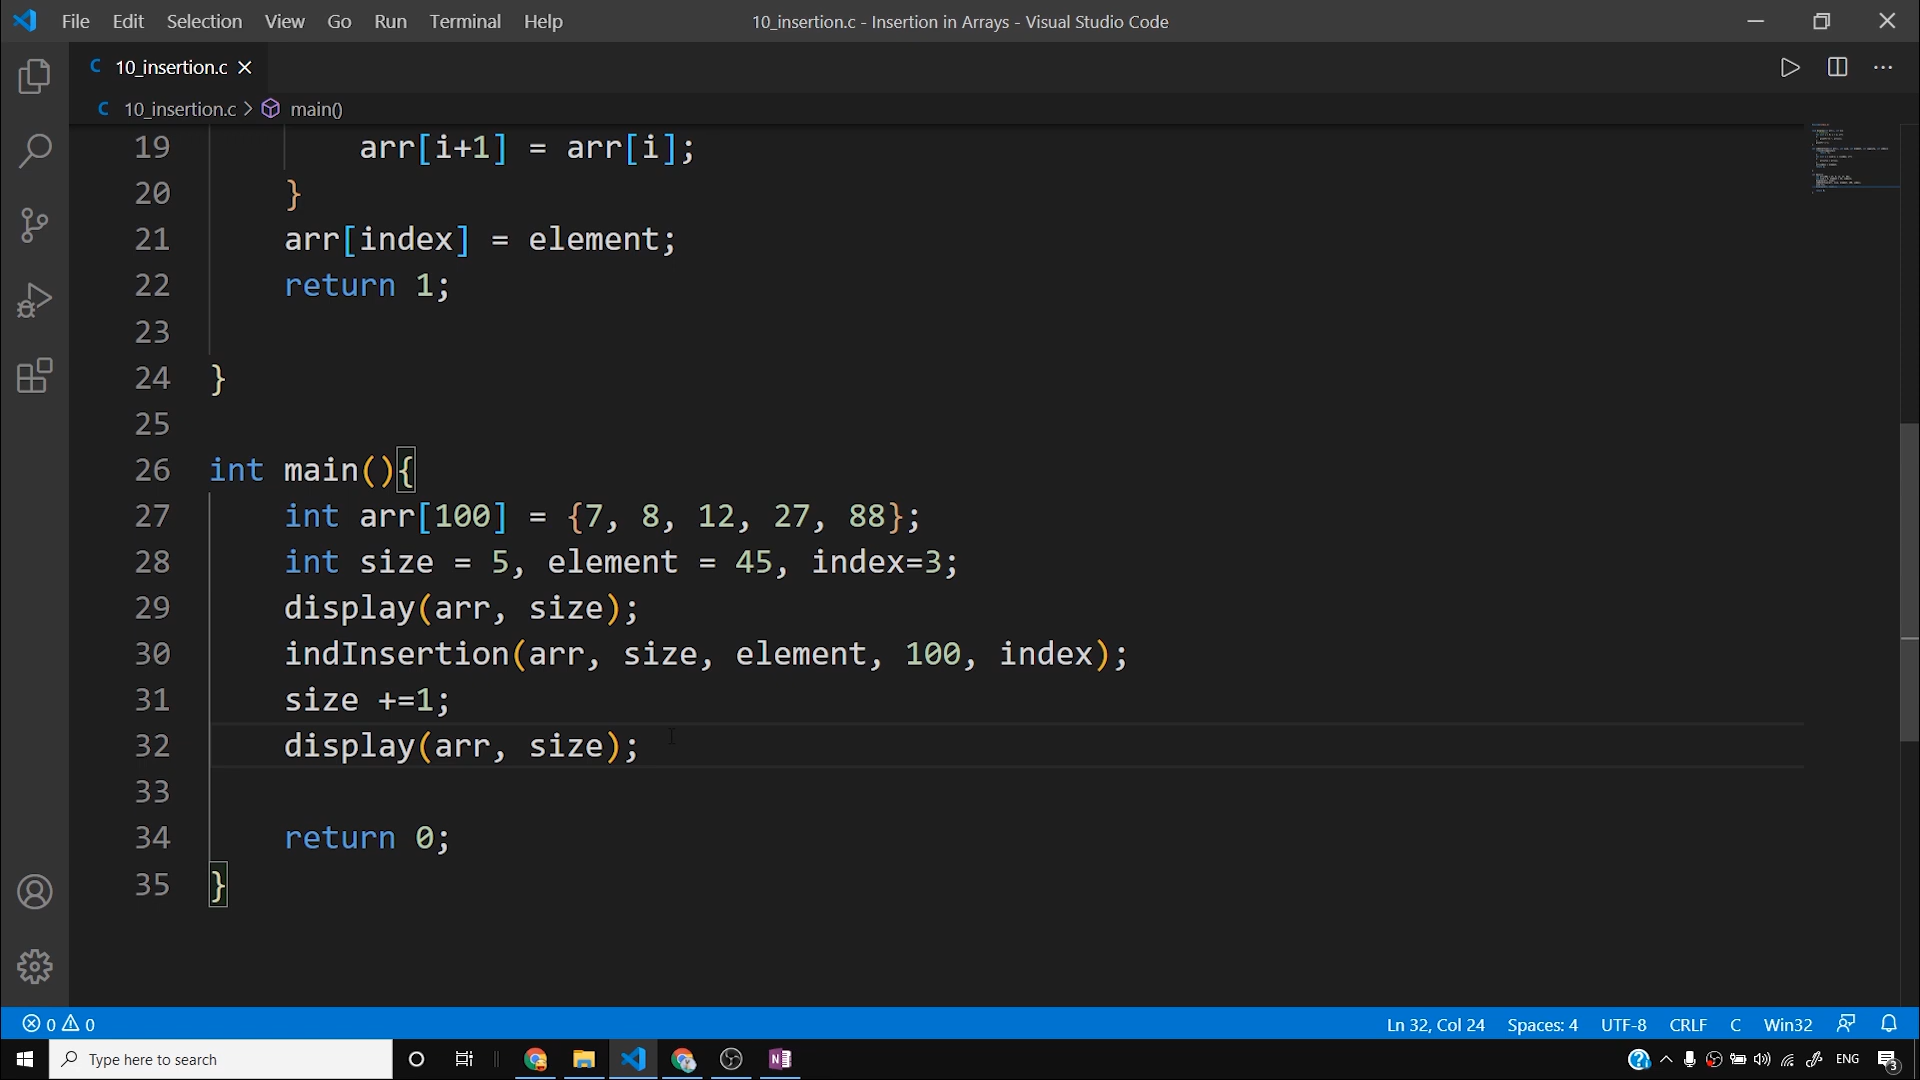 File Edit Selection View Go Run Terminal Help 10_insertion.c - Insertion in Arrays - Visual Studio Code
C 10_insertion.c
C 10_insertion.c > main()
19 arr[i+1] = arr[i];
20 }
21 arr[index] = element;
22 return 1;
23
24 }
25
26 int main(){
27 int arr[100] = {7, 8, 12, 27, 88};
28 int size = 5, element = 45, index=3;
29 display(arr, size);
30 indInsertion(arr, size, element, 100, index);
31 size +=1;
32 display(arr, size);
33
34 return 0;
35 }
0 0 Ln 32, Col 24 Spaces: 4 UTF-8 CRLF C Win32
Type here to search N ENG 3